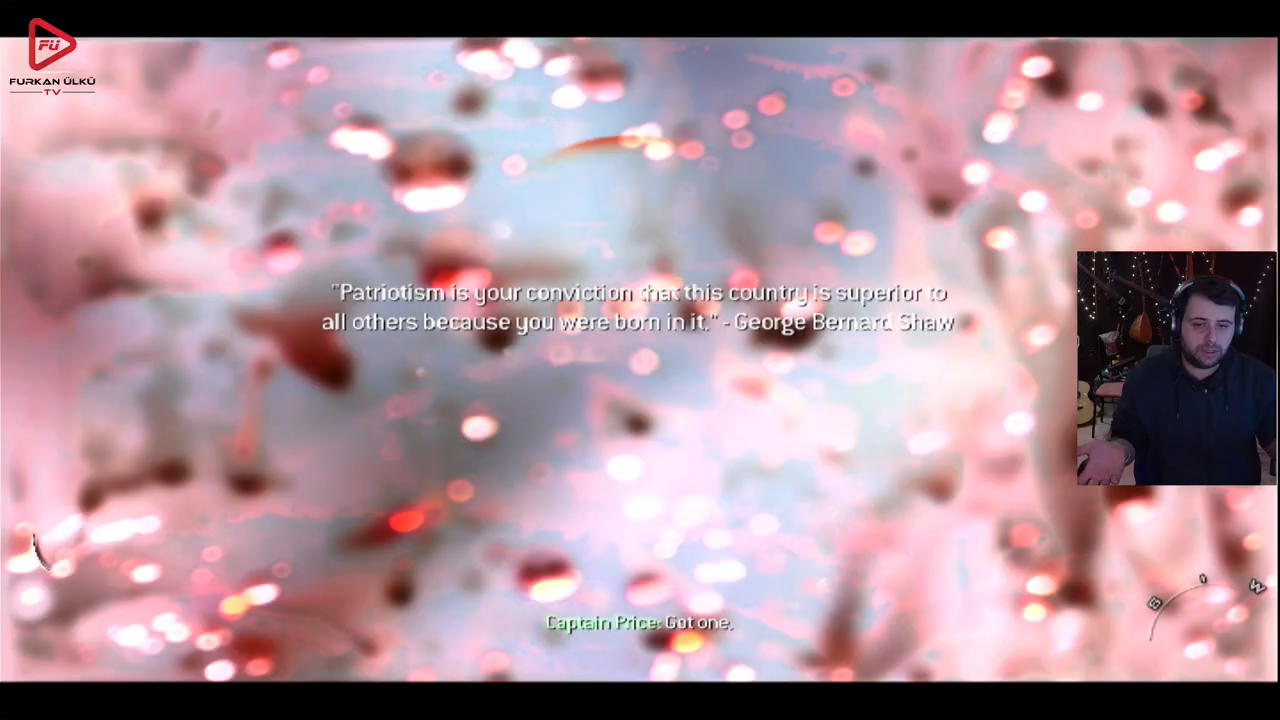 FU
FURKAN ÜLKÜ
TV
"Patriotism is your conviction that this country is superior to
all others because you were born in it." - George Bernard Shaw
Captain Price: Got one.
W